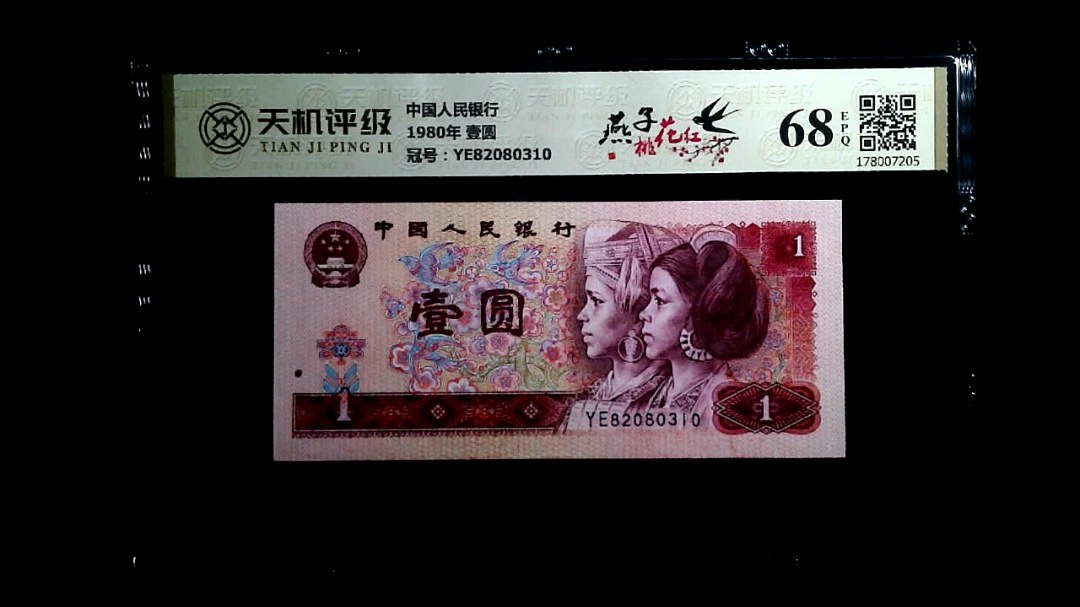 天机评级
TIAN JI PING JI
中国人民银行
1980年 壹圆
冠号：YE82080310
燕子
桃花红
68
EPQ
178007205
中国人民银行
1
壹圆
1
YE82080310
1